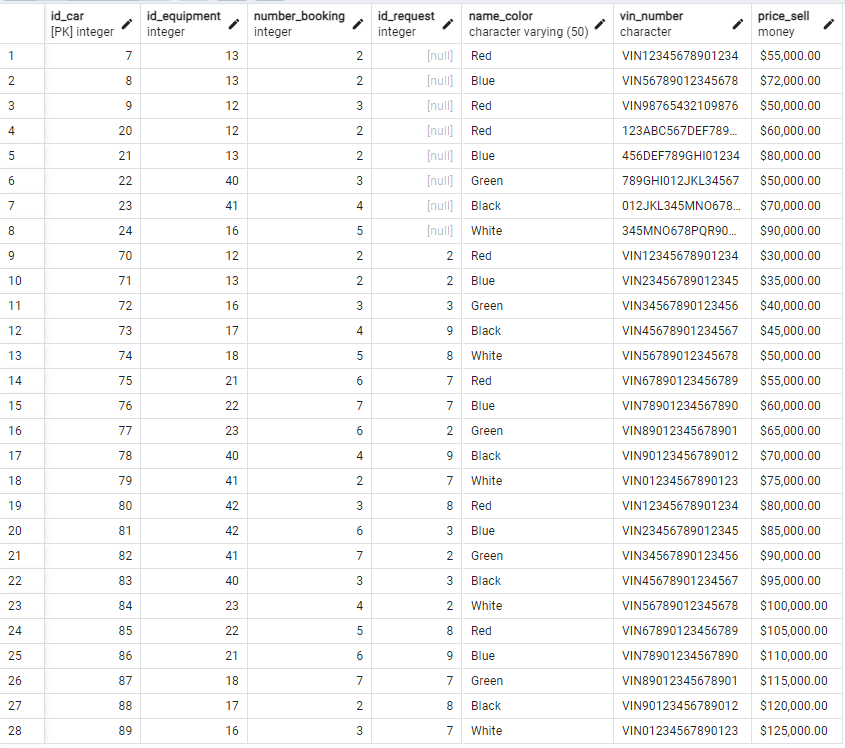 id_car id_equipment number_booking id_request name_color vin_number price_sell
[PK] integer integer integer integer character varying (50) character money
1 7 13 2 [null] Red VIN12345678901234 $55,000.00
2 8 13 2 [null] Blue VIN56789012345678 $72,000.00
3 9 12 3 [null] Red VIN98765432109876 $50,000.00
4 20 12 2 [null] Red 123ABC567DEF789... $60,000.00
5 21 13 2 [null] Blue 456DEF789GHI01234 $80,000.00
6 22 40 3 [null] Green 789GHI012JKL34567 $50,000.00
7 23 41 4 [null] Black 012JKL345MNO678... $70,000.00
8 24 16 5 [null] White 345MNO678PQR90... $90,000.00
9 70 12 2 2 Red VIN12345678901234 $30,000.00
10 71 13 2 2 Blue VIN23456789012345 $35,000.00
11 72 16 3 3 Green VIN34567890123456 $40,000.00
12 73 17 4 9 Black VIN45678901234567 $45,000.00
13 74 18 5 8 White VIN56789012345678 $50,000.00
14 75 21 6 7 Red VIN67890123456789 $55,000.00
15 76 22 7 7 Blue VIN78901234567890 $60,000.00
16 77 23 6 2 Green VIN89012345678901 $65,000.00
17 78 40 4 9 Black VIN90123456789012 $70,000.00
18 79 41 2 7 White VIN01234567890123 $75,000.00
19 80 42 3 8 Red VIN12345678901234 $80,000.00
20 81 42 6 3 Blue VIN23456789012345 $85,000.00
21 82 41 7 2 Green VIN34567890123456 $90,000.00
22 83 40 3 3 Black VIN45678901234567 $95,000.00
23 84 23 4 2 White VIN56789012345678 $100,000.00
24 85 22 5 8 Red VIN67890123456789 $105,000.00
25 86 21 6 9 Blue VIN78901234567890 $110,000.00
26 87 18 7 7 Green VIN89012345678901 $115,000.00
27 88 17 2 8 Black VIN90123456789012 $120,000.00
28 89 16 3 7 White VIN01234567890123 $125,000.00